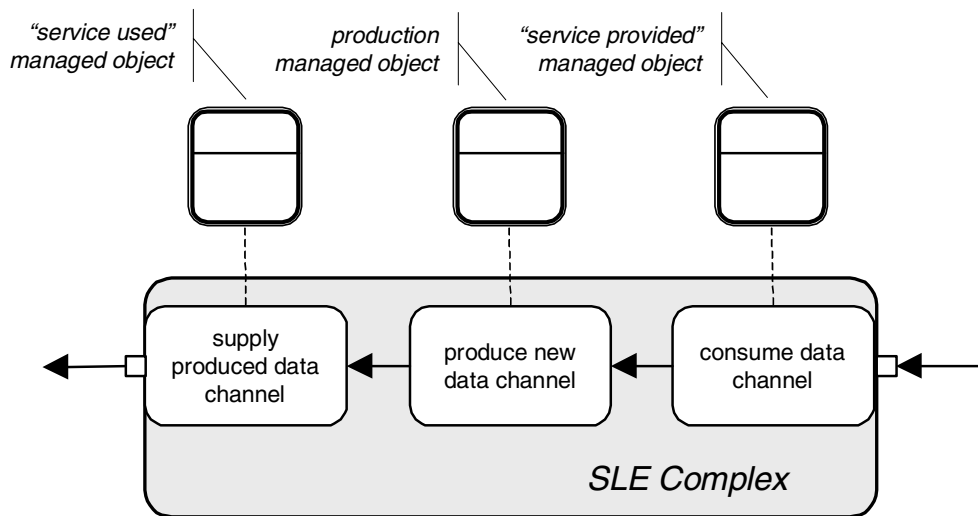 “service used”
managed object
production
managed object
“service provided”
managed object
supply
produced data
channel
produce new
data channel
consume data
channel
SLE Complex